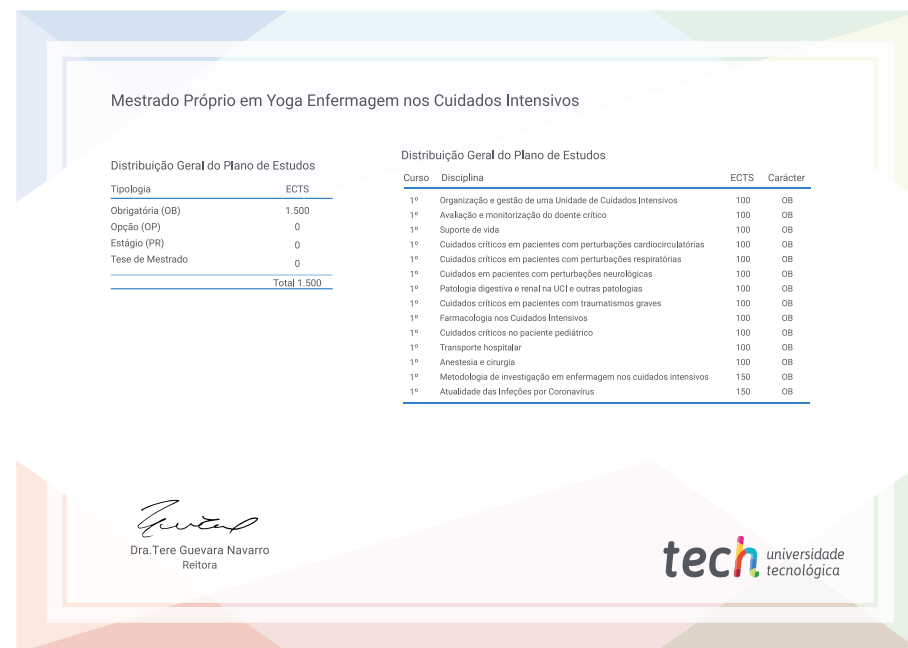 Mestrado Próprio em Yoga Enfermagem nos Cuidados Intensivos
Distribuição Geral do Plano de Estudos
Tipologia ECTS
Obrigatória (OB) 1.500
Opção (OP) 0
Estágio (PR) 0
Tese de Mestrado 0
Total 1.500
Distribuição Geral do Plano de Estudos
Curso Disciplina ECTS Carácter
1º Organização e gestão de uma Unidade de Cuidados Intensivos 100 OB
1º Avaliação e monitorização do doente crítico 100 OB
1º Suporte de vida 100 OB
1º Cuidados críticos em pacientes com perturbações cardiocirculatórias 100 OB
1º Cuidados críticos em pacientes com perturbações respiratórias 100 OB
1º Cuidados em pacientes com perturbações neurológicas 100 OB
1º Patologia digestiva e renal na UCI e outras patologias 100 OB
1º Cuidados críticos em pacientes com traumatismos graves 100 OB
1º Farmacologia nos Cuidados Intensivos 100 OB
1º Cuidados críticos no paciente pediátrico 100 OB
1º Transporte hospitalar 100 OB
1º Anestesia e cirurgia 100 OB
1º Metodologia de investigação em enfermagem nos cuidados intensivos 150 OB
1º Atualidade das Infeções por Coronavírus 150 OB
Dra.Tere Guevara Navarro
Reitora
tech universidade
tecnológica